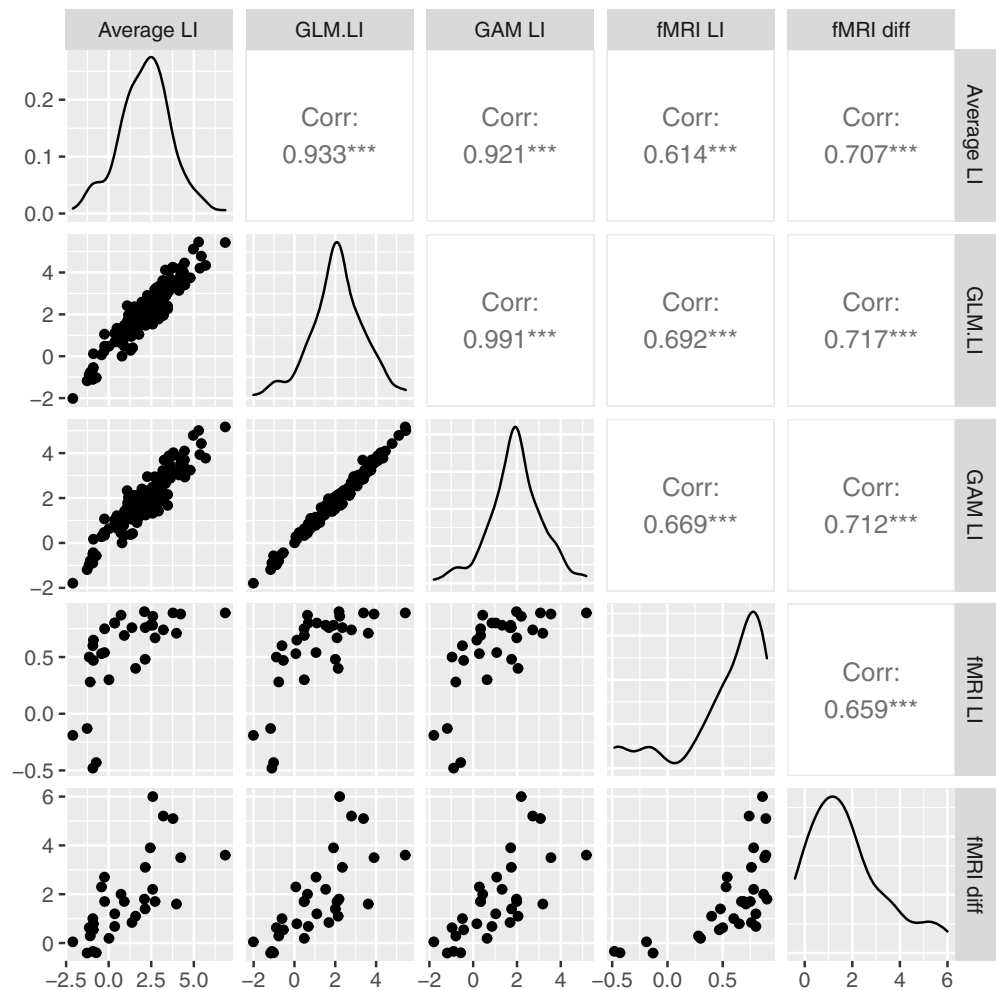 Average LI GLM.LI GAM LI fMRI LI fMRI diff
0.2
0.1
0.0
Corr:
0.933***
Corr:
0.921***
Corr:
0.614***
Corr:
0.707***
Average LI
4
2
0
−2
Corr:
0.991***
Corr:
0.692***
Corr:
0.717***
GLM.LI
4
2
0
−2
Corr:
0.669***
Corr:
0.712***
GAM LI
0.5
0.0
−0.5
Corr:
0.659***
fMRI LI
6
4
2
0
fMRI diff
−2.5 0.0 2.5 5.0 −2 0 2 4 −2 0 2 4 −0.5 0.0 0.5 0 2 4 6